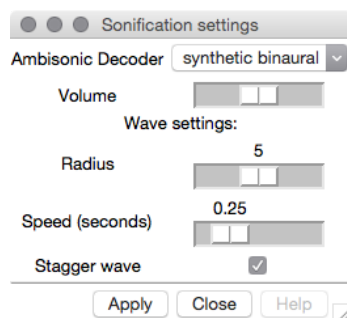 Sonification settings
Ambisonic Decoder synthetic binaural
Volume
Wave settings:
5
Radius
0.25
Speed (seconds)
Stagger wave
Apply Close Help